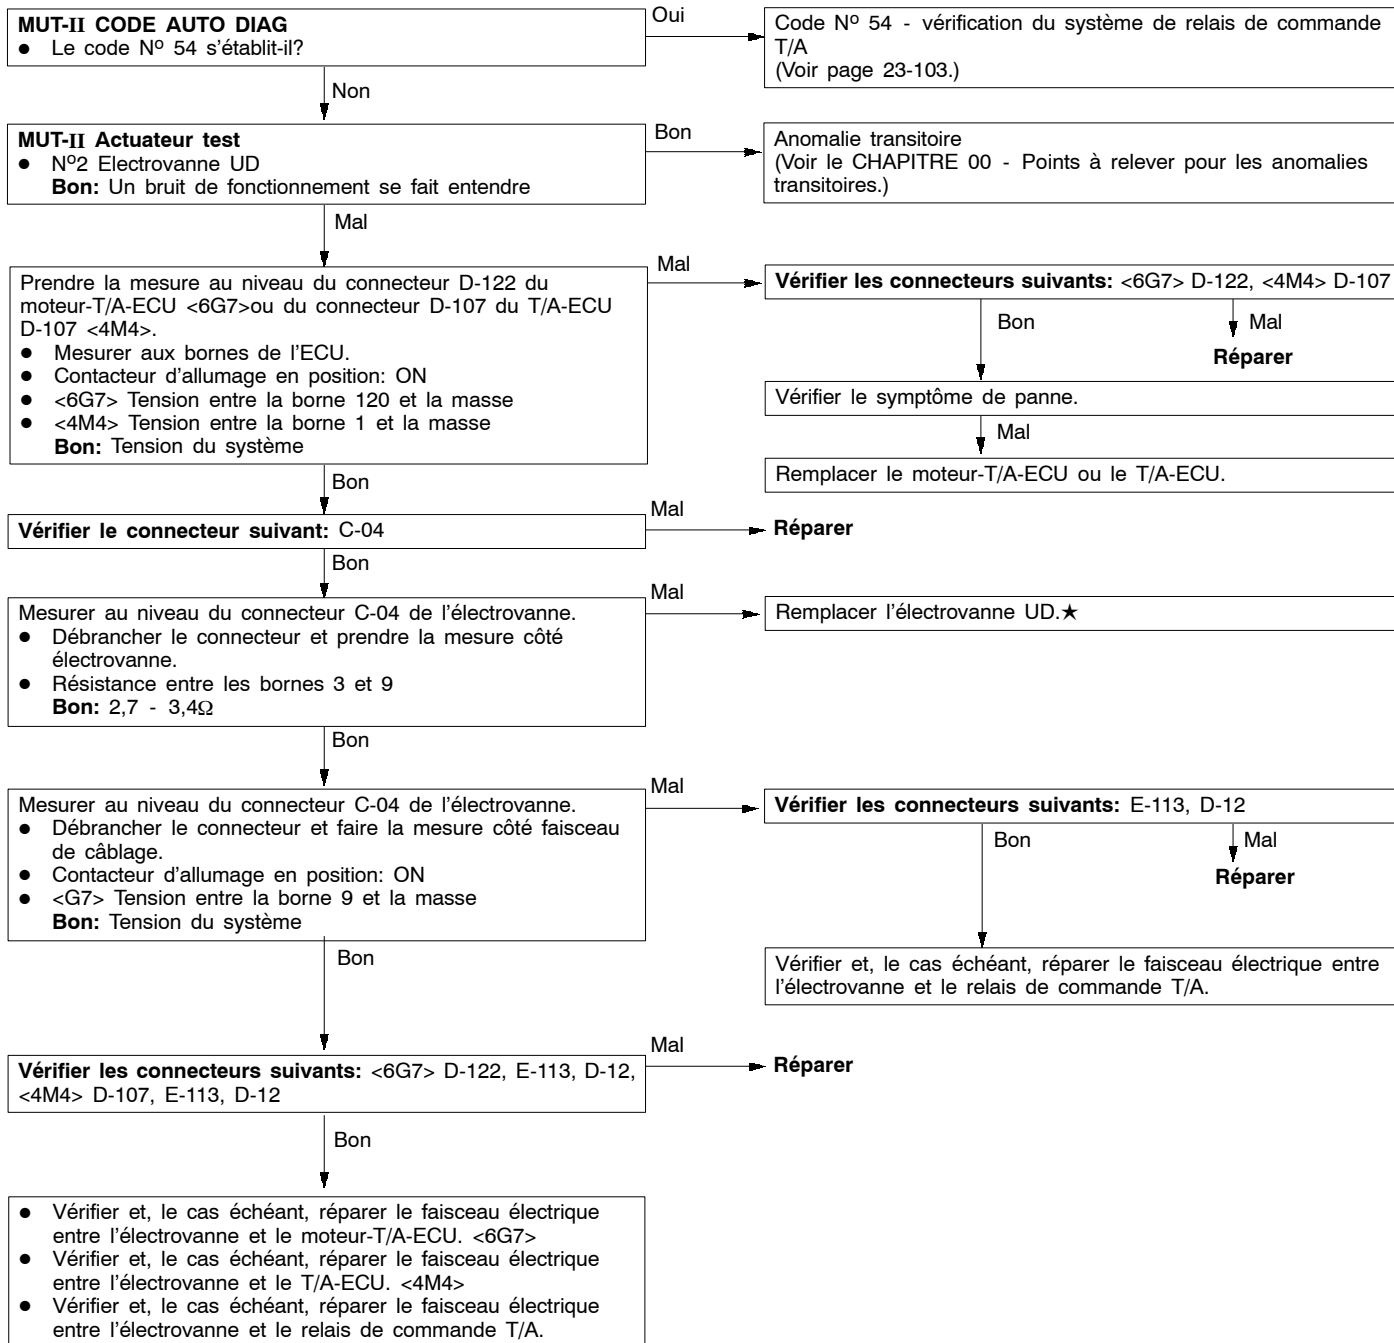 MUT-II CODE AUTO DIAG
● Le code Nº 54 s'établit-il?
Oui
Code Nº 54 - vérification du système de relais de commande
T/A
(Voir page 23-103.)
Non
MUT-II Actuateur test
● Nº2 Electrovanne UD
Bon: Un bruit de fonctionnement se fait entendre
Bon
Anomalie transitoire
(Voir le CHAPITRE 00 - Points à relever pour les anomalies
transitoires.)
Mal
Prendre la mesure au niveau du connecteur D-122 du
moteur-T/A-ECU <6G7>ou du connecteur D-107 du T/A-ECU
D-107 <4M4>.
● Mesurer aux bornes de l'ECU.
● Contacteur d'allumage en position: ON
● <6G7> Tension entre la borne 120 et la masse
● <4M4> Tension entre la borne 1 et la masse
Bon: Tension du système
Mal
Vérifier les connecteurs suivants: <6G7> D-122, <4M4> D-107
Bon
Mal
Réparer
Vérifier le symptôme de panne.
Mal
Remplacer le moteur-T/A-ECU ou le T/A-ECU.
Bon
Vérifier le connecteur suivant: C-04
Mal
Réparer
Bon
Mesurer au niveau du connecteur C-04 de l'électrovanne.
● Débrancher le connecteur et prendre la mesure côté
électrovanne.
● Résistance entre les bornes 3 et 9
Bon: 2,7 - 3,4Ω
Mal
Remplacer l'électrovanne UD.★
Bon
Mesurer au niveau du connecteur C-04 de l'électrovanne.
● Débrancher le connecteur et faire la mesure côté faisceau
de câblage.
● Contacteur d'allumage en position: ON
● <G7> Tension entre la borne 9 et la masse
Bon: Tension du système
Mal
Vérifier les connecteurs suivants: E-113, D-12
Bon
Mal
Réparer
Vérifier et, le cas échéant, réparer le faisceau électrique entre
l'électrovanne et le relais de commande T/A.
Bon
Vérifier les connecteurs suivants: <6G7> D-122, E-113, D-12,
<4M4> D-107, E-113, D-12
Mal
Réparer
Bon
● Vérifier et, le cas échéant, réparer le faisceau électrique
entre l'électrovanne et le moteur-T/A-ECU. <6G7>
● Vérifier et, le cas échéant, réparer le faisceau électrique
entre l'électrovanne et le T/A-ECU. <4M4>
● Vérifier et, le cas échéant, réparer le faisceau électrique
entre l'électrovanne et le relais de commande T/A.